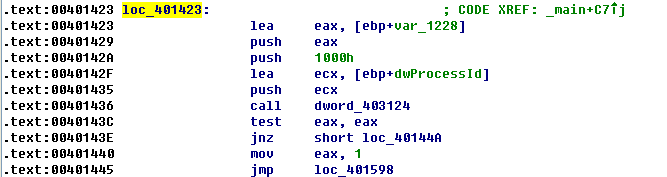 .text:00401423 loc_401423: ; CODE XREF: _main+C7↑j
.text:00401423 lea eax, [ebp+var_1228]
.text:00401429 push eax
.text:0040142A push 1000h
.text:0040142F lea ecx, [ebp+dwProcessId]
.text:00401435 push ecx
.text:00401436 call dword_403124
.text:0040143C test eax, eax
.text:0040143E jnz short loc_40144A
.text:00401440 mov eax, 1
.text:00401445 jmp loc_401598